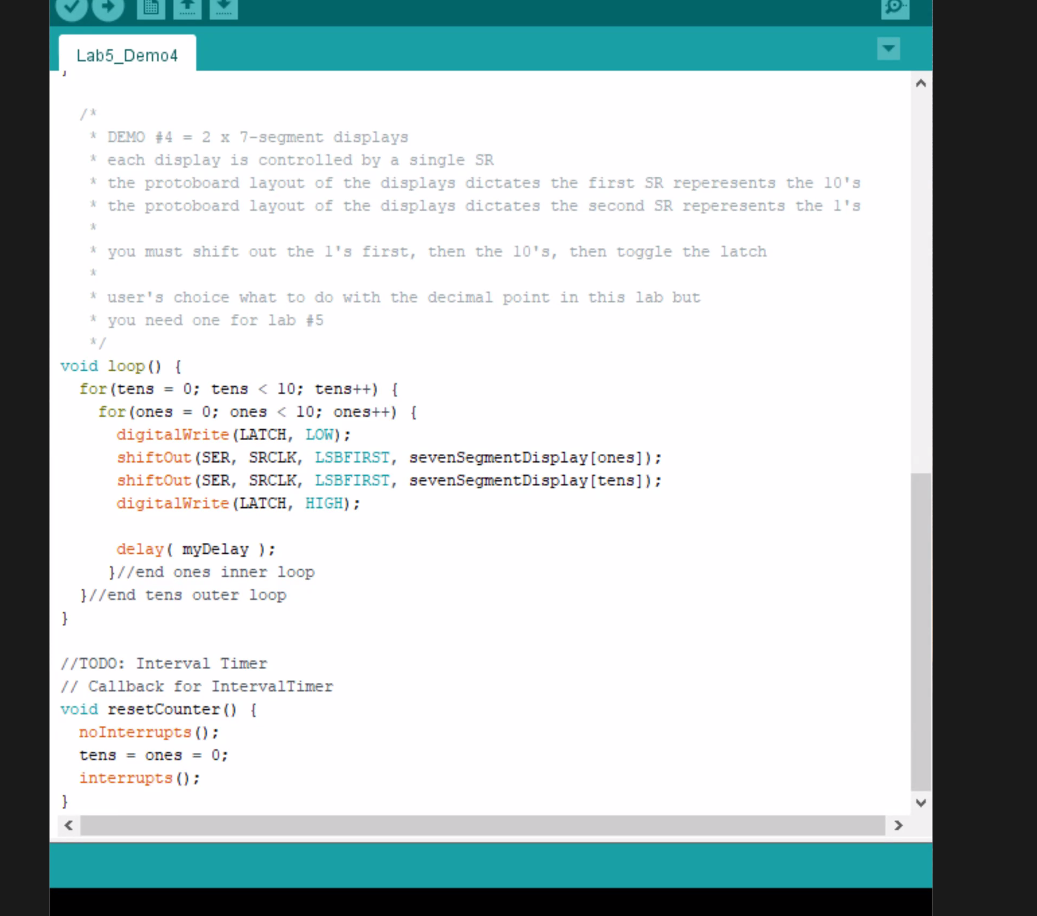 Lab5_Demo4
}
/*
* DEMO #4 = 2 x 7-segment displays
* each display is controlled by a single SR
* the protoboard layout of the displays dictates the first SR reperesents the 10's
* the protoboard layout of the displays dictates the second SR reperesents the 1's
*
* you must shift out the 1's first, then the 10's, then toggle the latch
*
* user's choice what to do with the decimal point in this lab but
* you need one for lab #5
*/
void loop() {
for(tens = 0; tens < 10; tens++) {
for(ones = 0; ones < 10; ones++) {
digitalWrite(LATCH, LOW);
shiftOut(SER, SRCLK, LSBFIRST, sevenSegmentDisplay[ones]);
shiftOut(SER, SRCLK, LSBFIRST, sevenSegmentDisplay[tens]);
digitalWrite(LATCH, HIGH);
delay( myDelay );
}//end ones inner loop
}//end tens outer loop
}
//TODO: Interval Timer
// Callback for IntervalTimer
void resetCounter() {
noInterrupts();
tens = ones = 0;
interrupts();
}